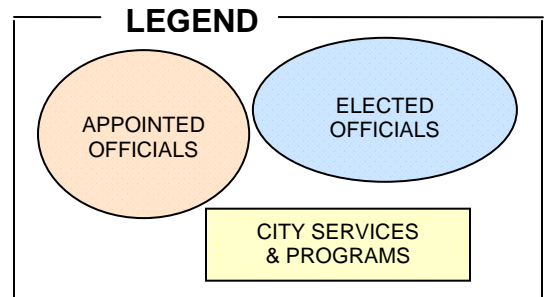 LEGEND
APPOINTED
OFFICIALS
ELECTED
OFFICIALS
CITY SERVICES
& PROGRAMS